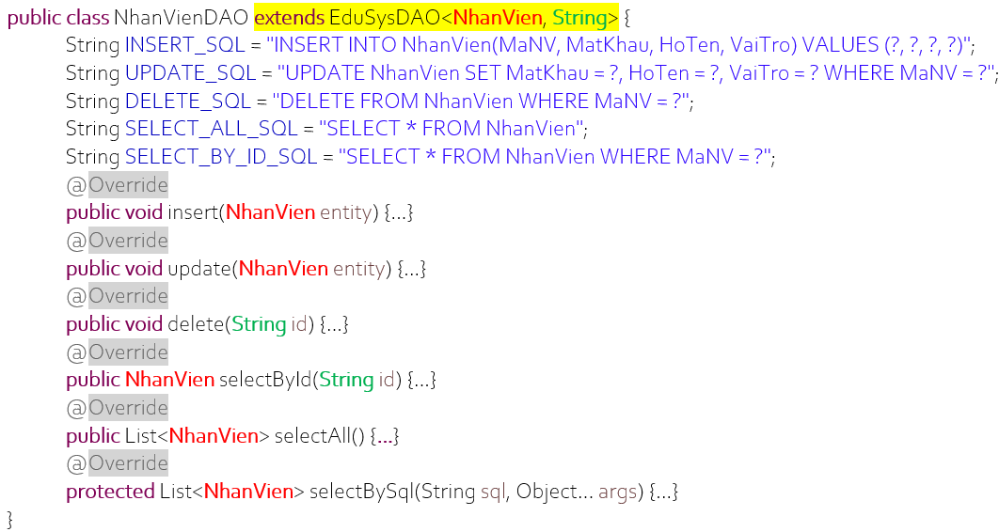 public class NhanVienDAO extends EduSysDAO<NhanVien, String> {
String INSERT_SQL = "INSERT INTO NhanVien(MaNV, MatKhau, HoTen, VaiTro) VALUES (?, ?, ?, ?)";
String UPDATE_SQL = "UPDATE NhanVien SET MatKhau = ?, HoTen = ?, VaiTro = ? WHERE MaNV = ?";
String DELETE_SQL = "DELETE FROM NhanVien WHERE MaNV = ?";
String SELECT_ALL_SQL = "SELECT * FROM NhanVien";
String SELECT_BY_ID_SQL = "SELECT * FROM NhanVien WHERE MaNV = ?";
@Override
public void insert(NhanVien entity) {...}
@Override
public void update(NhanVien entity) {...}
@Override
public void delete(String id) {...}
@Override
public NhanVien selectById(String id) {...}
@Override
public List<NhanVien> selectAll() {...}
@Override
protected List<NhanVien> selectBySql(String sql, Object... args) {...}
}